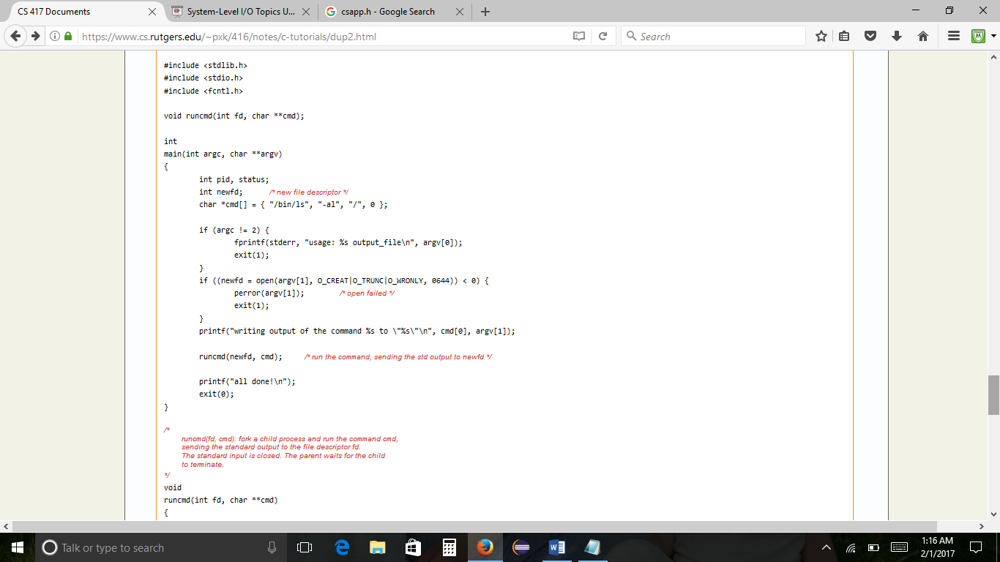 CS 417 Documents
System-Level I/O Topics U...
csapp.h - Google Search
https://www.cs.rutgers.edu/~pxk/416/notes/c-tutorials/dup2.html
Search
#include <stdlib.h>
#include <stdio.h>
#include <fcntl.h>
void runcmd(int fd, char **cmd);
int
main(int argc, char **argv)
{
int pid, status;
int newfd; /* new file descriptor */
char *cmd[] = { "/bin/ls", "-al", "/", 0 };
if (argc != 2) {
fprintf(stderr, "usage: %s output_file\n", argv[0]);
exit(1);
}
if ((newfd = open(argv[1], O_CREAT|O_TRUNC|O_WRONLY, 0644)) < 0) {
perror(argv[1]); /* open failed */
exit(1);
}
printf("writing output of the command %s to \"%s\"\n", cmd[0], argv[1]);
runcmd(newfd, cmd); /* run the command, sending the std output to newfd */
printf("all done!\n");
exit(0);
}
/*
runcmd(fd, cmd): fork a child process and run the command cmd,
sending the standard output to the file descriptor fd.
The standard input is closed. The parent waits for the child
to terminate.
*/
void
runcmd(int fd, char **cmd)
{
Talk or type to search
1:16 AM
2/1/2017